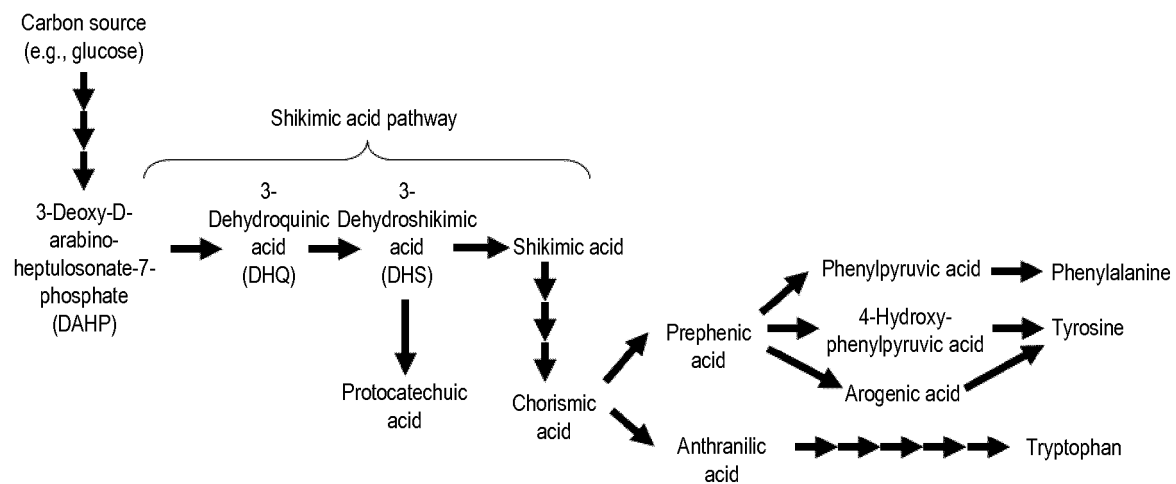 Carbon source
(e.g., glucose)
Shikimic acid pathway
3-Deoxy-D-
arabino-
heptulosonate-7-
phosphate
(DAHP)
3-
Dehydroquinic
acid
(DHQ)
3-
Dehydroshikimic
acid
(DHS)
Shikimic acid
Protocatechuic
acid
Chorismic
acid
Prephenic
acid
Phenylpyruvic acid
Phenylalanine
4-Hydroxy-
phenylpyruvic acid
Tyrosine
Arogenic acid
Anthranilic
acid
Tryptophan